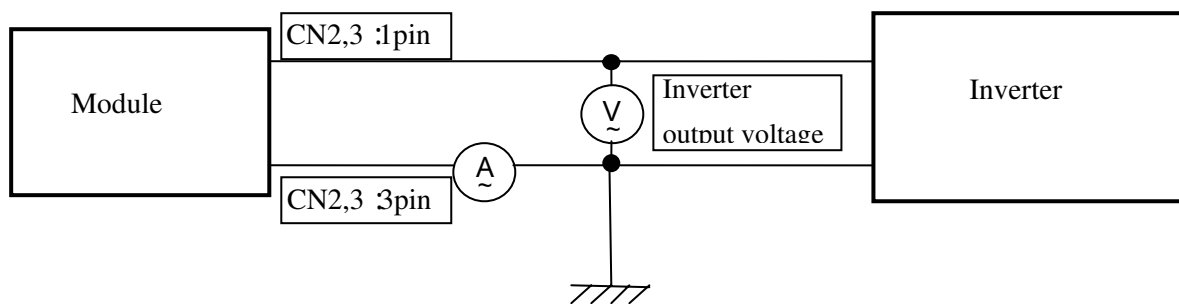 CN2,3 :1pin
Module
V
~
Inverter
output voltage
Inverter
A
~
CN2,3 :3pin